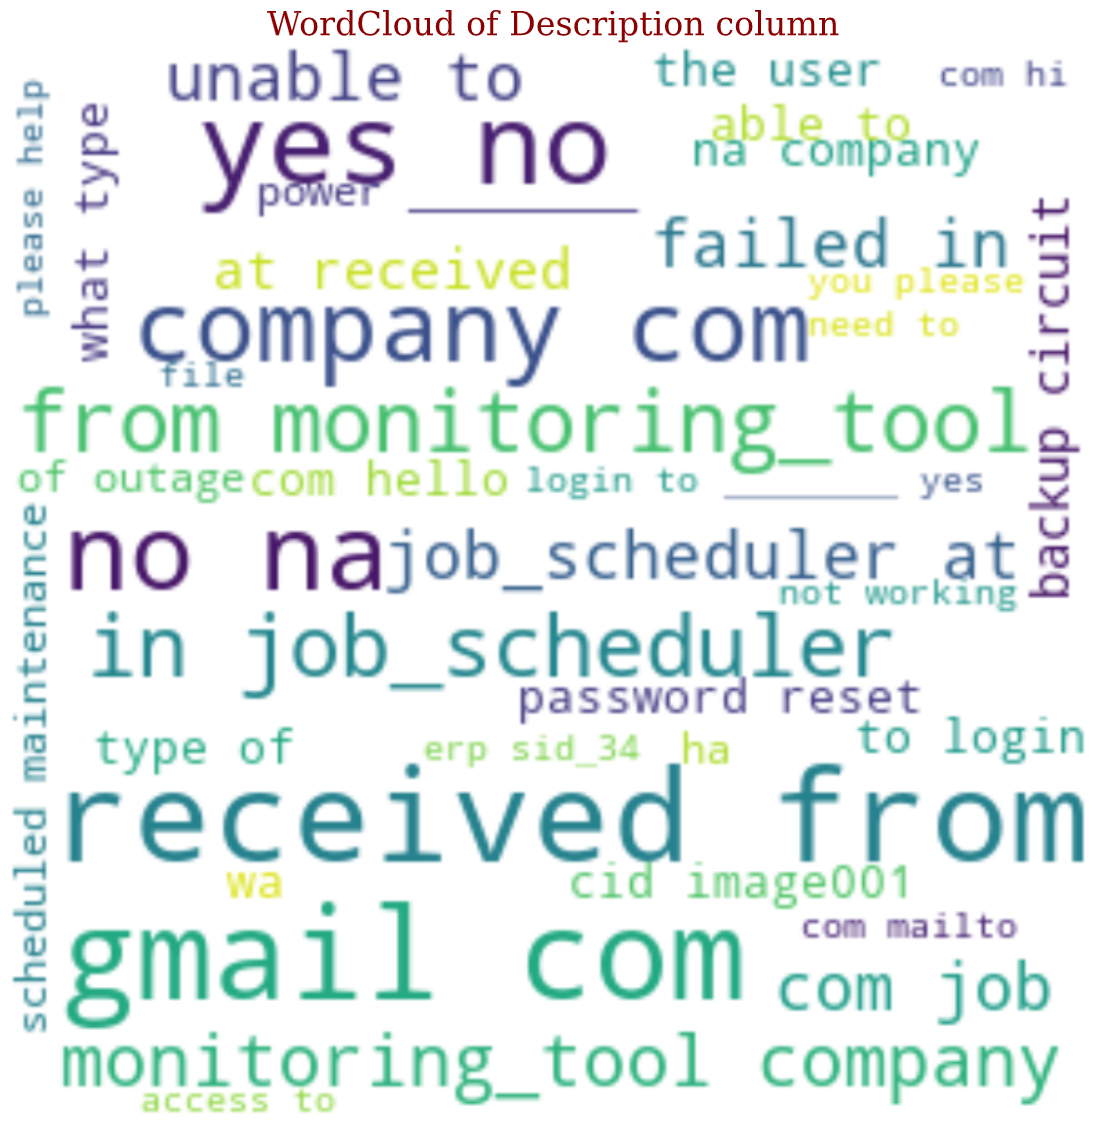 WordCloud of Description column
unable to
the user
com hi
please help
what type
yes no
able to
na company
power _________
backup circuit
failed in
at received
you please
company com
need to
file
from monitoring_tool
of outage
com hello
login to
_________ yes
scheduled maintenance
no na
job_scheduler at
not working
in job_scheduler
password reset
type of
erp sid_34
ha
to login
received from
wa
cid image001
gmail com
com mailto
com job
monitoring_tool company
access to